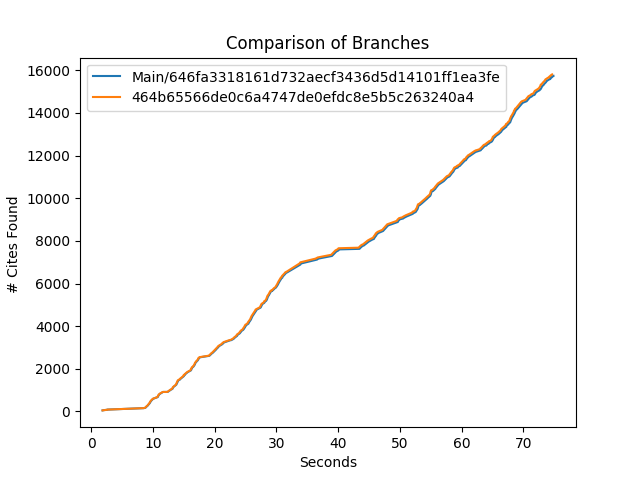 Comparison of Branches
Main/646fa3318161d732aecf3436d5d14101ff1ea3fe
464b65566de0c6a4747de0efdc8e5b5c263240a4
# Cites Found
16000
14000
12000
10000
8000
6000
4000
2000
0
0 10 20 30 40 50 60 70
Seconds